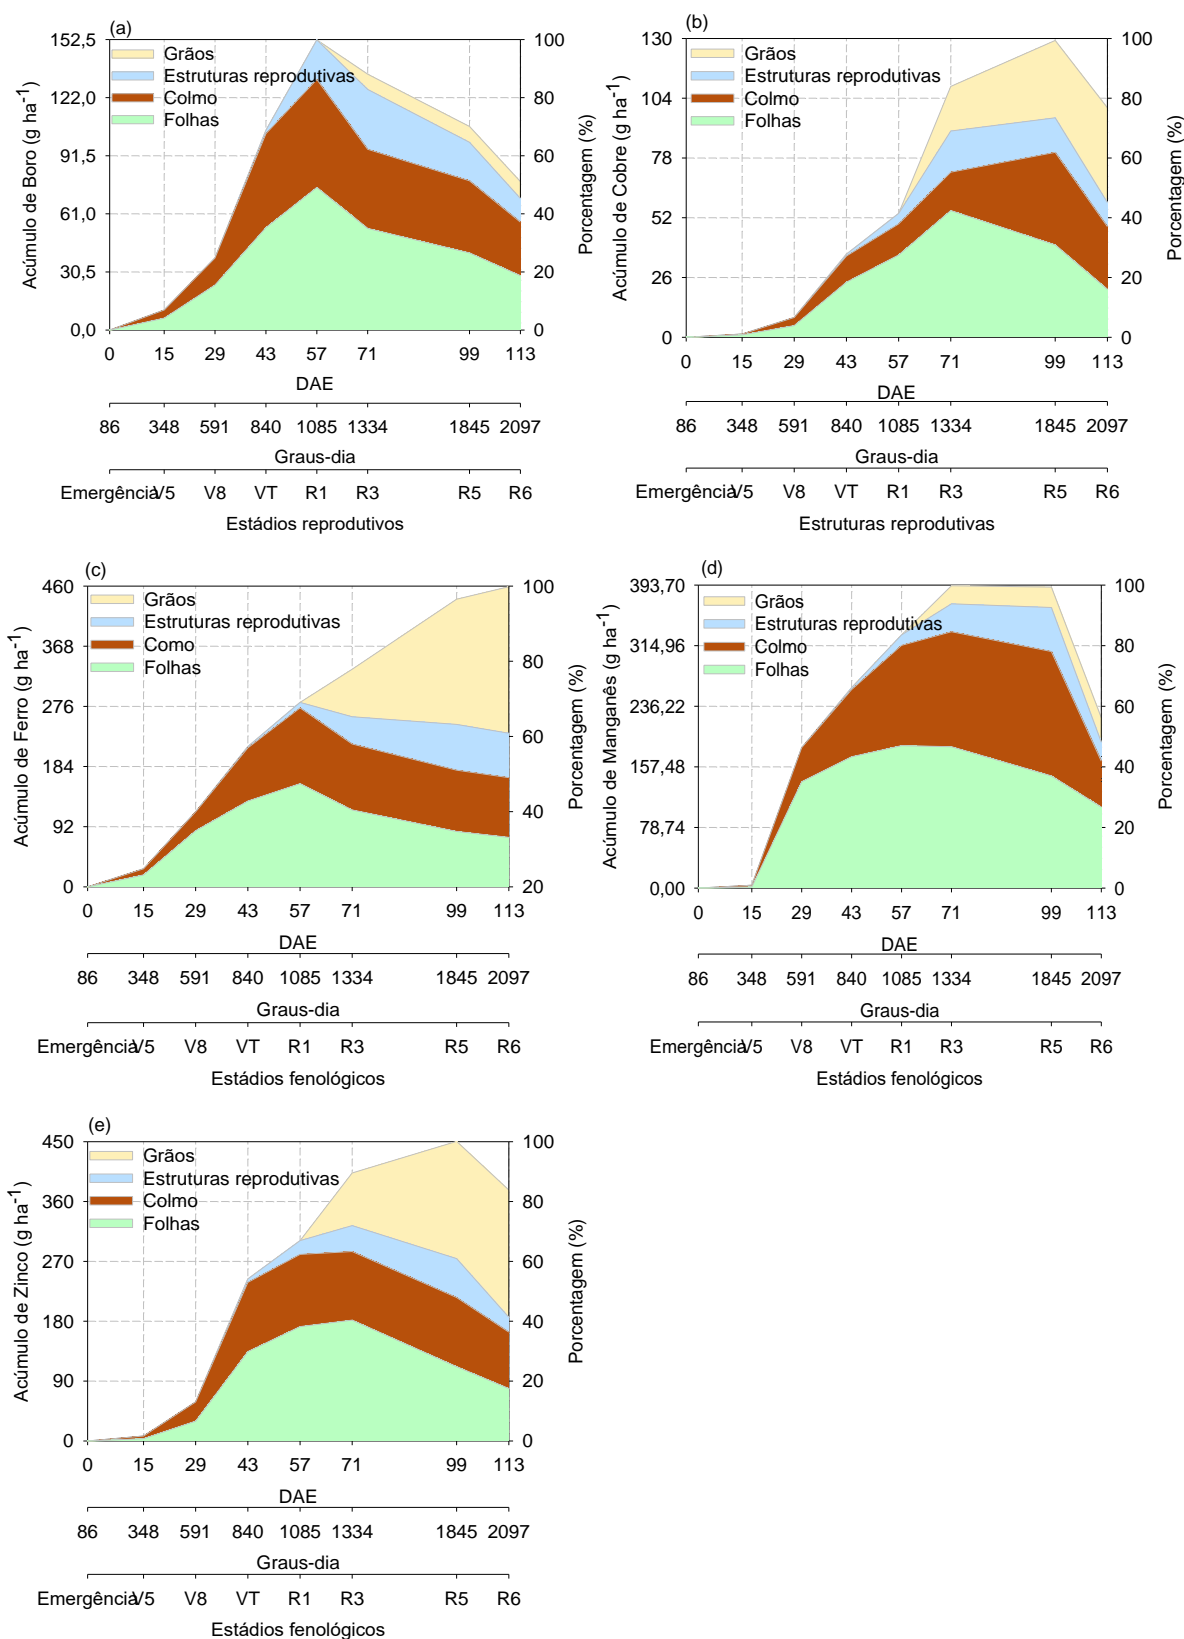 (a)
152,5
122,0
91,5
61,0
30,5
0,0
Acúmulo de Boro (g ha-1)
Grãos
Estruturas reprodutivas
Colmo
Folhas
100
80
60
40
20
0
Porcentagem (%)
0 15 29 43 57 71 99 113
DAE
86 348 591 840 1085 1334 1845 2097
Graus-dia
Emergência V5 V8 VT R1 R3 R5 R6
Estádios reprodutivos
(b)
130
104
78
52
26
0
Acúmulo de Cobre (g ha-1)
Grãos
Estruturas reprodutivas
Colmo
Folhas
100
80
60
40
20
0
Porcentagem (%)
0 15 29 43 57 71 99 113
DAE
86 348 591 840 1085 1334 1845 2097
Graus-dia
Emergência V5 V8 VT R1 R3 R5 R6
Estruturas reprodutivas
(c)
460
368
276
184
92
0
Acúmulo de Ferro (g ha-1)
Grãos
Estruturas reprodutivas
Como
Folhas
100
80
60
40
20
Porcentagem (%)
0 15 29 43 57 71 99 113
DAE
86 348 591 840 1085 1334 1845 2097
Graus-dia
Emergência V5 V8 VT R1 R3 R5 R6
Estádios fenológicos
(d)
393,70
314,96
236,22
157,48
78,74
0,00
Acúmulo de Manganês (g ha-1)
Grãos
Estruturas reprodutivas
Colmo
Folhas
100
80
60
40
20
0
Porcentagem (%)
0 15 29 43 57 71 99 113
DAE
86 348 591 840 1085 1334 1845 2097
Graus-dia
Emergência V5 V8 VT R1 R3 R5 R6
Estádios fenológicos
(e)
450
360
270
180
90
0
Acúmulo de Zinco (g ha-1)
Grãos
Estruturas reprodutivas
Colmo
Folhas
100
80
60
40
20
0
Porcentagem (%)
0 15 29 43 57 71 99 113
DAE
86 348 591 840 1085 1334 1845 2097
Graus-dia
Emergência V5 V8 VT R1 R3 R5 R6
Estádios fenológicos